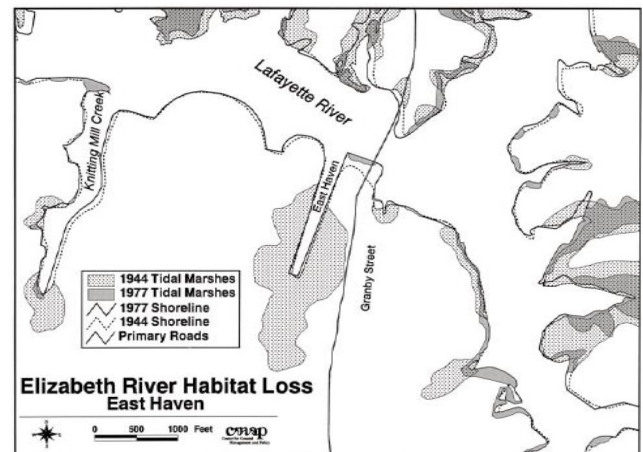 Lafayette River
Knitting Mill Creek
East Haven
Granby Street
1944 Tidal Marshes
1977 Tidal Marshes
1977 Shoreline
1944 Shoreline
Primary Roads
Elizabeth River Habitat Loss
East Haven
0 500 1000 Feet